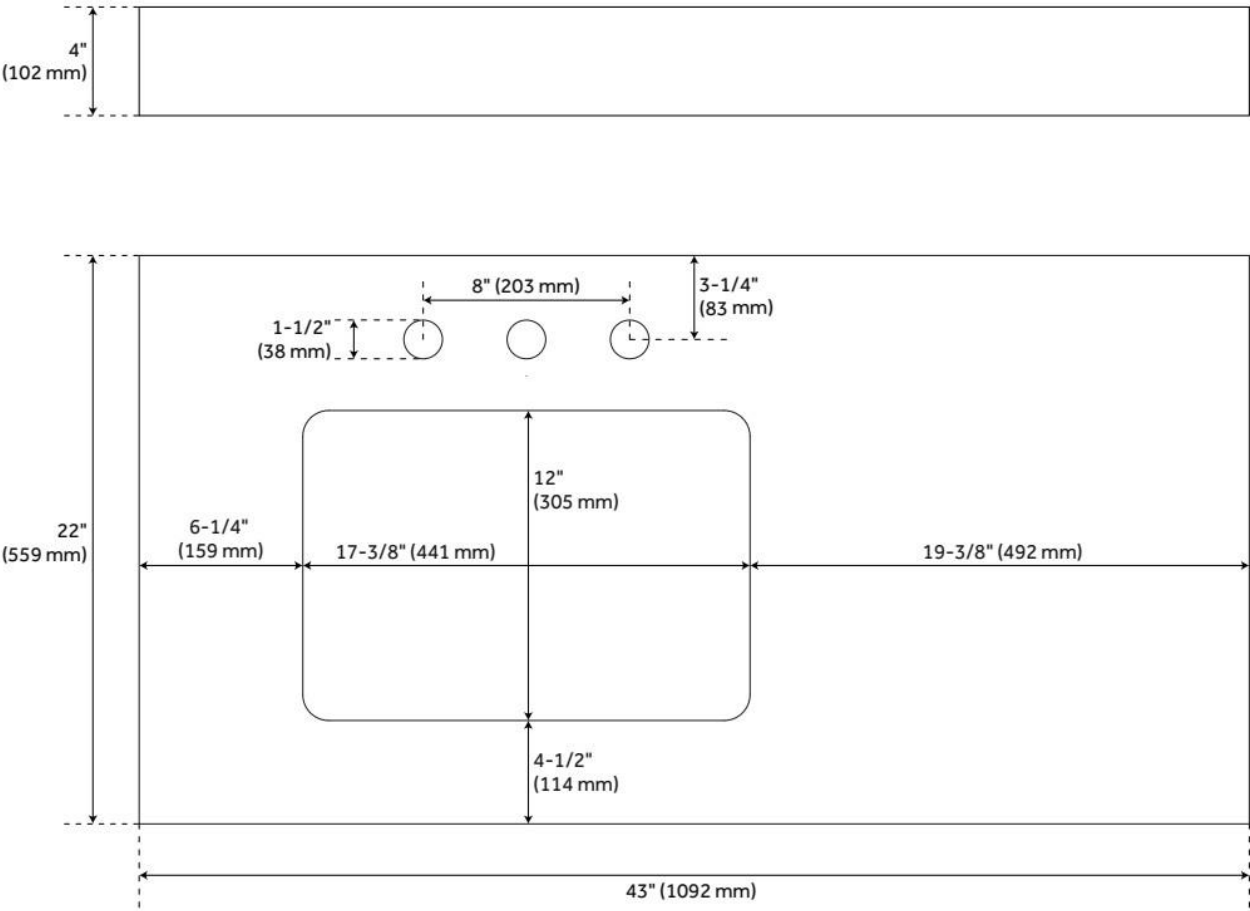 4"
(102 mm)
8" (203 mm)
3-1/4"
(83 mm)
1-1/2"
(38 mm)
12"
(305 mm)
22"
(559 mm)
6-1/4"
(159 mm)
17-3/8" (441 mm)
19-3/8" (492 mm)
4-1/2"
(114 mm)
43" (1092 mm)